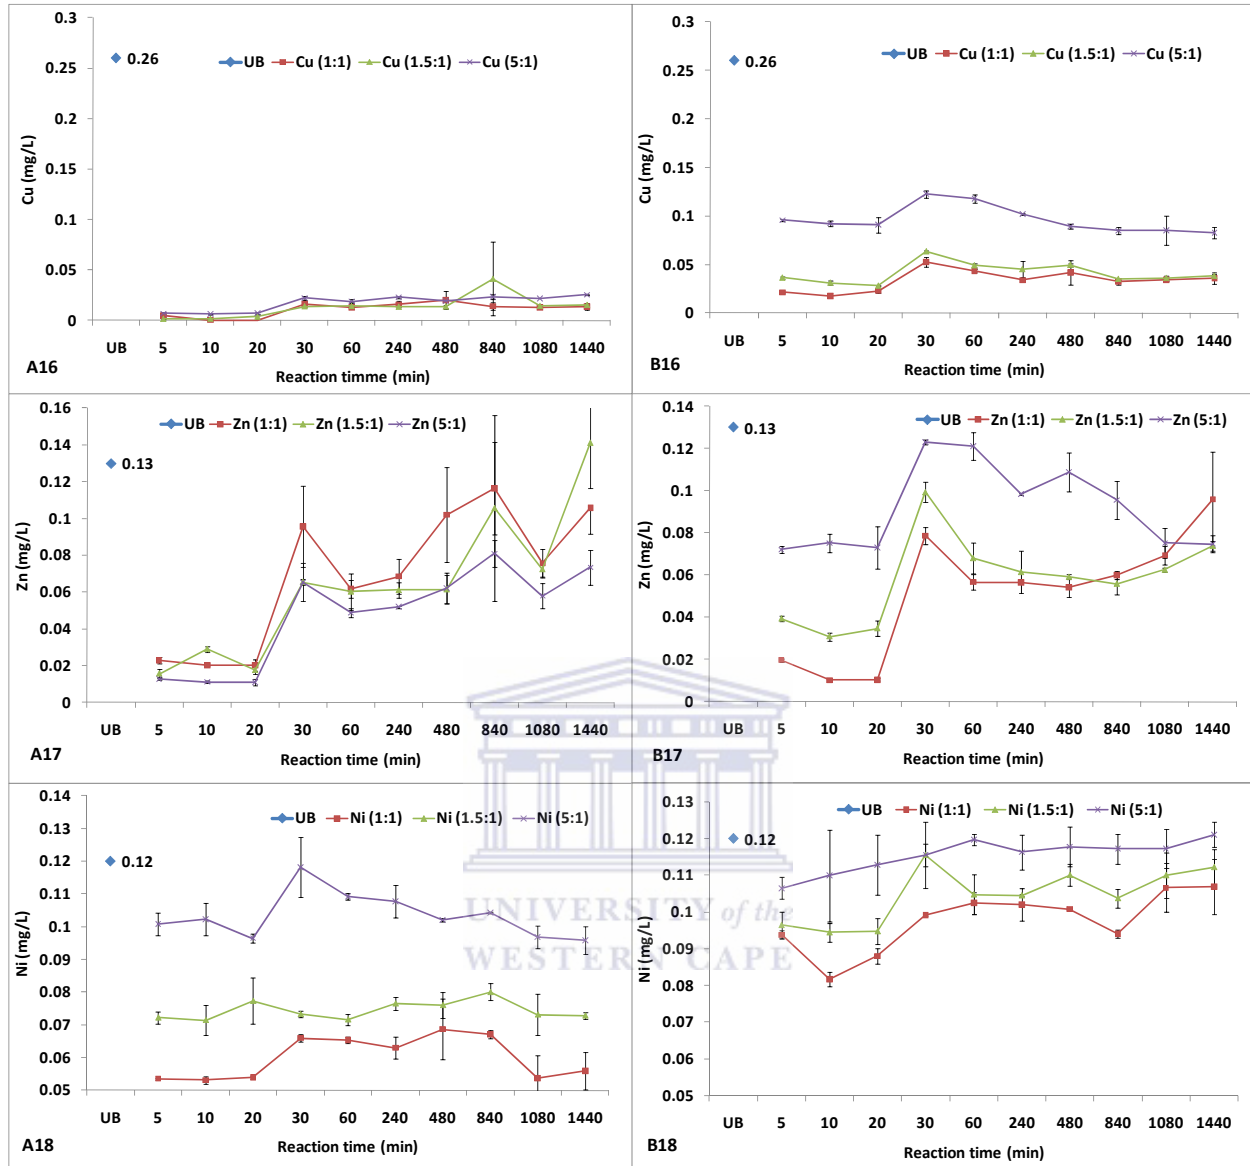 0.3
0.25
0.2
0.15
0.1
0.05
0
Cu (mg/L)
0.26
UB Cu (1:1) Cu (1.5:1) Cu (5:1)
UB 5 10 20 30 60 240 480 840 1080 1440
A16
Reaction timme (min)
0.3
0.25
0.2
0.15
0.1
0.05
0
Cu (mg/L)
0.26
UB Cu (1:1) Cu (1.5:1) Cu (5:1)
UB 5 10 20 30 60 240 480 840 1080 1440
B16
Reaction time (min)
0.16
0.14
0.12
0.1
0.08
0.06
0.04
0.02
0
Zn (mg/L)
0.13
UB Zn (1:1) Zn (1.5:1) Zn (5:1)
UB 5 10 20 30 60 240 480 840 1080 1440
A17
Reaction time (min)
0.14
0.12
0.1
0.08
0.06
0.04
0.02
0
Zn (mg/L)
0.13
UB Zn (1:1) Zn (1.5:1) Zn (5:1)
UB 5 10 20 30 60 240 480 840 1080 1440
B17
Reaction time (min)
0.14
0.13
0.12
0.11
0.1
0.09
0.08
0.07
0.06
0.05
Ni (mg/L)
0.12
UB Ni (1:1) Ni (1.5:1) Ni (5:1)
UB 5 10 20 30 60 240 480 840 1080 1440
A18
Reaction time (min)
0.13
0.12
0.11
0.1
0.09
0.08
0.07
0.06
0.05
Ni (mg/L)
0.12
UB Ni (1:1) Ni (1.5:1) Ni (5:1)
UB 5 10 20 30 60 240 480 840 1080 1440
B18
Reaction time (min)
UNIVERSITY of the
WESTERN CAPE